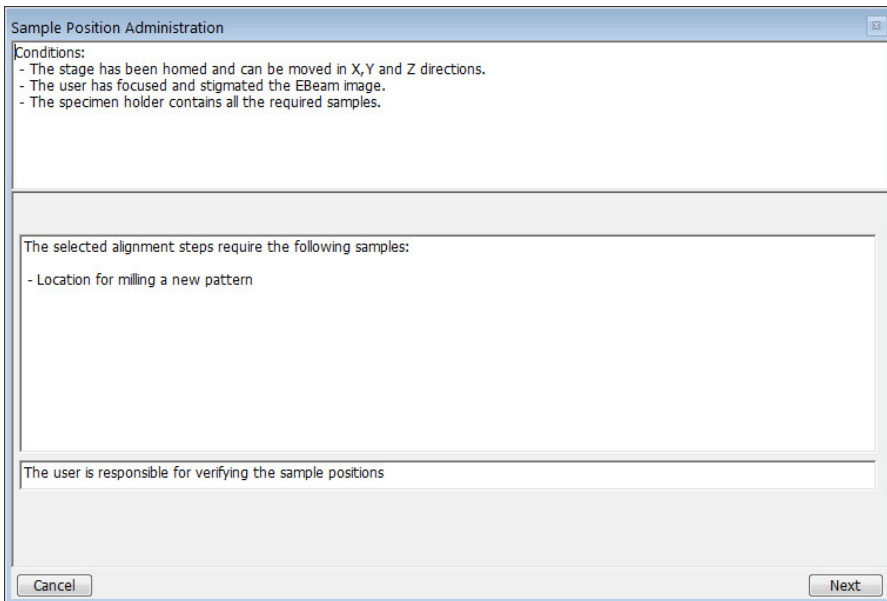 Sample Position Administration
Conditions:
- The stage has been homed and can be moved in X,Y and Z directions.
- The user has focused and stigmated the EBeam image.
- The specimen holder contains all the required samples.
The selected alignment steps require the following samples:
- Location for milling a new pattern
The user is responsible for verifying the sample positions
Cancel
Next